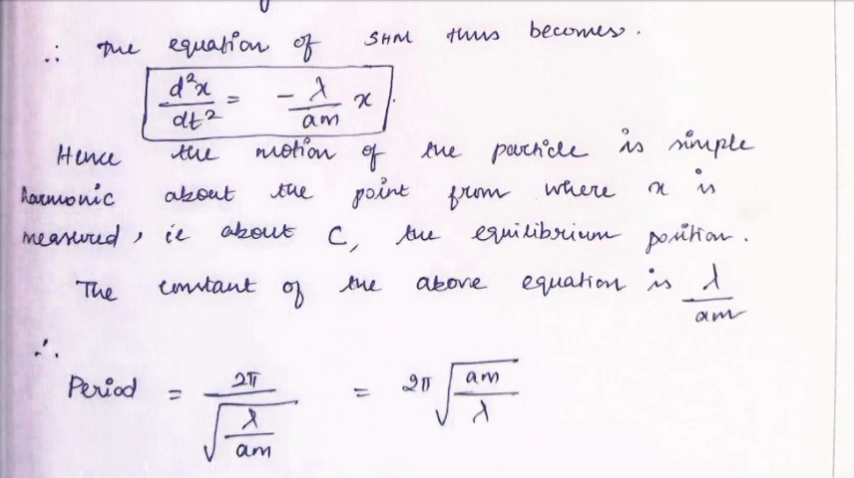 ∴ The equation of SHM thus becomes.
d²x/dt² = - λ/am x.
Hence the motion of the particle is simple
harmonic about the point from where x is
measured, ie about C, the equilibrium position.
The constant of the above equation is λ/am
∴
Period = 2π/√(λ/am) = 2π √(am/λ)